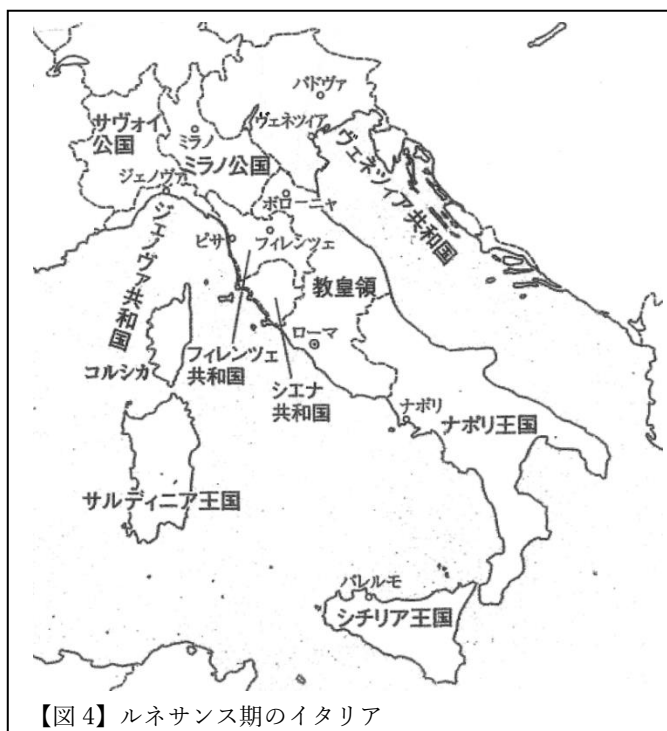 パドヴァ
サヴォイ
公国
ヴェネツィア
ミラノ
ミラノ公国
ジェノヴァ
ヴェネツィア共和国
ボローニャ
ジェノヴァ共和国
ピサ
フィレンツェ
教皇領
ローマ
コルシカ
フィレンツェ
共和国
シエナ
共和国
ナポリ
ナポリ王国
サルディニア王国
パレルモ
シチリア王国
【図 4】ルネサンス期のイタリア